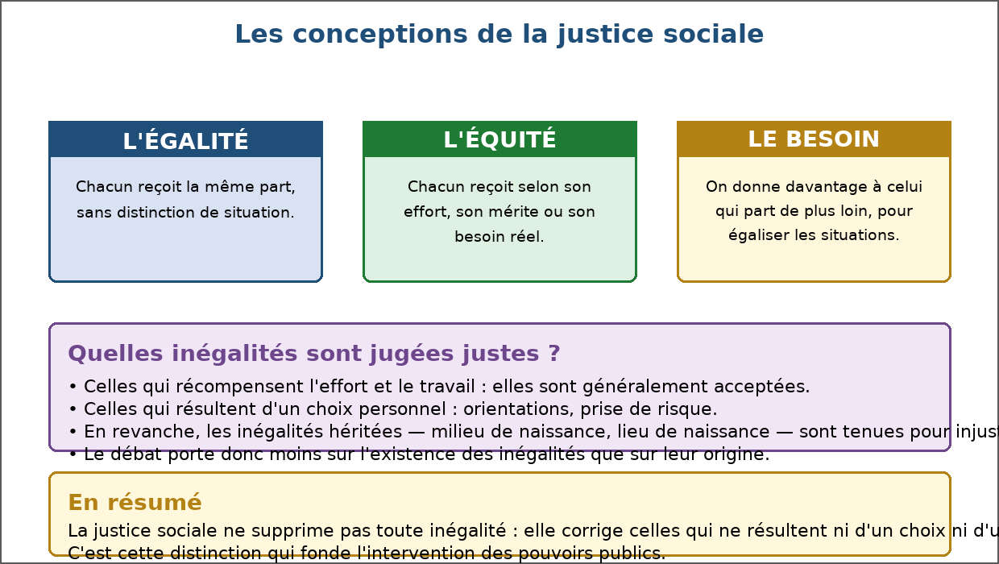 Les conceptions de la justice sociale
L'ÉGALITÉ
Chacun reçoit la même part,
sans distinction de situation.
L'ÉQUITÉ
Chacun reçoit selon son
effort, son mérite ou son
besoin réel.
LE BESOIN
On donne davantage à celui
qui part de plus loin, pour
égaliser les situations.
Quelles inégalités sont jugées justes ?
• Celles qui récompensent l'effort et le travail : elles sont généralement acceptées.
• Celles qui résultent d'un choix personnel : orientations, prise de risque.
• En revanche, les inégalités héritées — milieu de naissance, lieu de naissance — sont tenues pour
• Le débat porte donc moins sur l'existence des inégalités que sur leur origine.
En résumé
La justice sociale ne supprime pas toute inégalité : elle corrige celles qui ne résultent ni d'un choix ni
C'est cette distinction qui fonde l'intervention des pouvoirs publics.